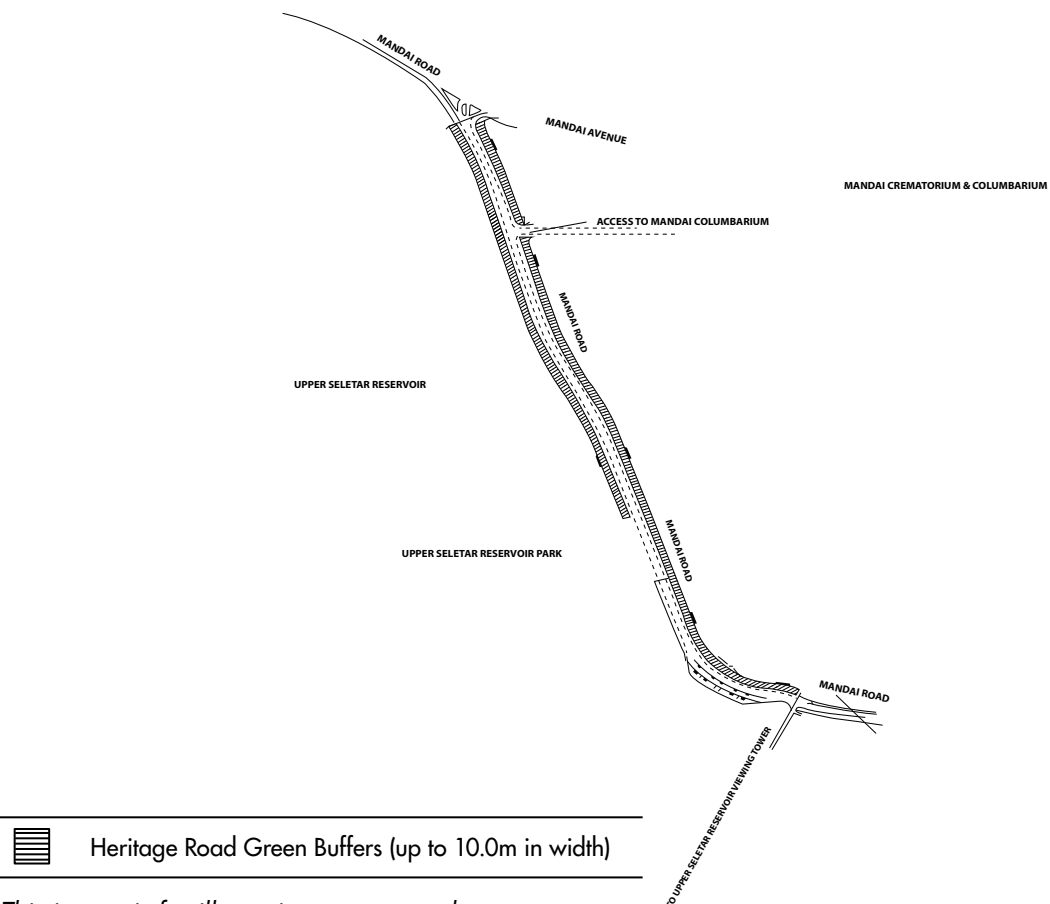 MANDAI ROAD
MANDAI AVENUE
MANDAI CREMATORIUM & COLUMBARIUM
ACCESS TO MANDAI COLUMBARIUM
MANDAI ROAD
UPPER SELETAR RESERVOIR
MANDAI ROAD
UPPER SELETAR RESERVOIR PARK
MANDAI ROAD
TO UPPER SELETAR RESERVOIR VIEWING TOWER
Heritage Road Green Buffers (up to 10.0m in width)